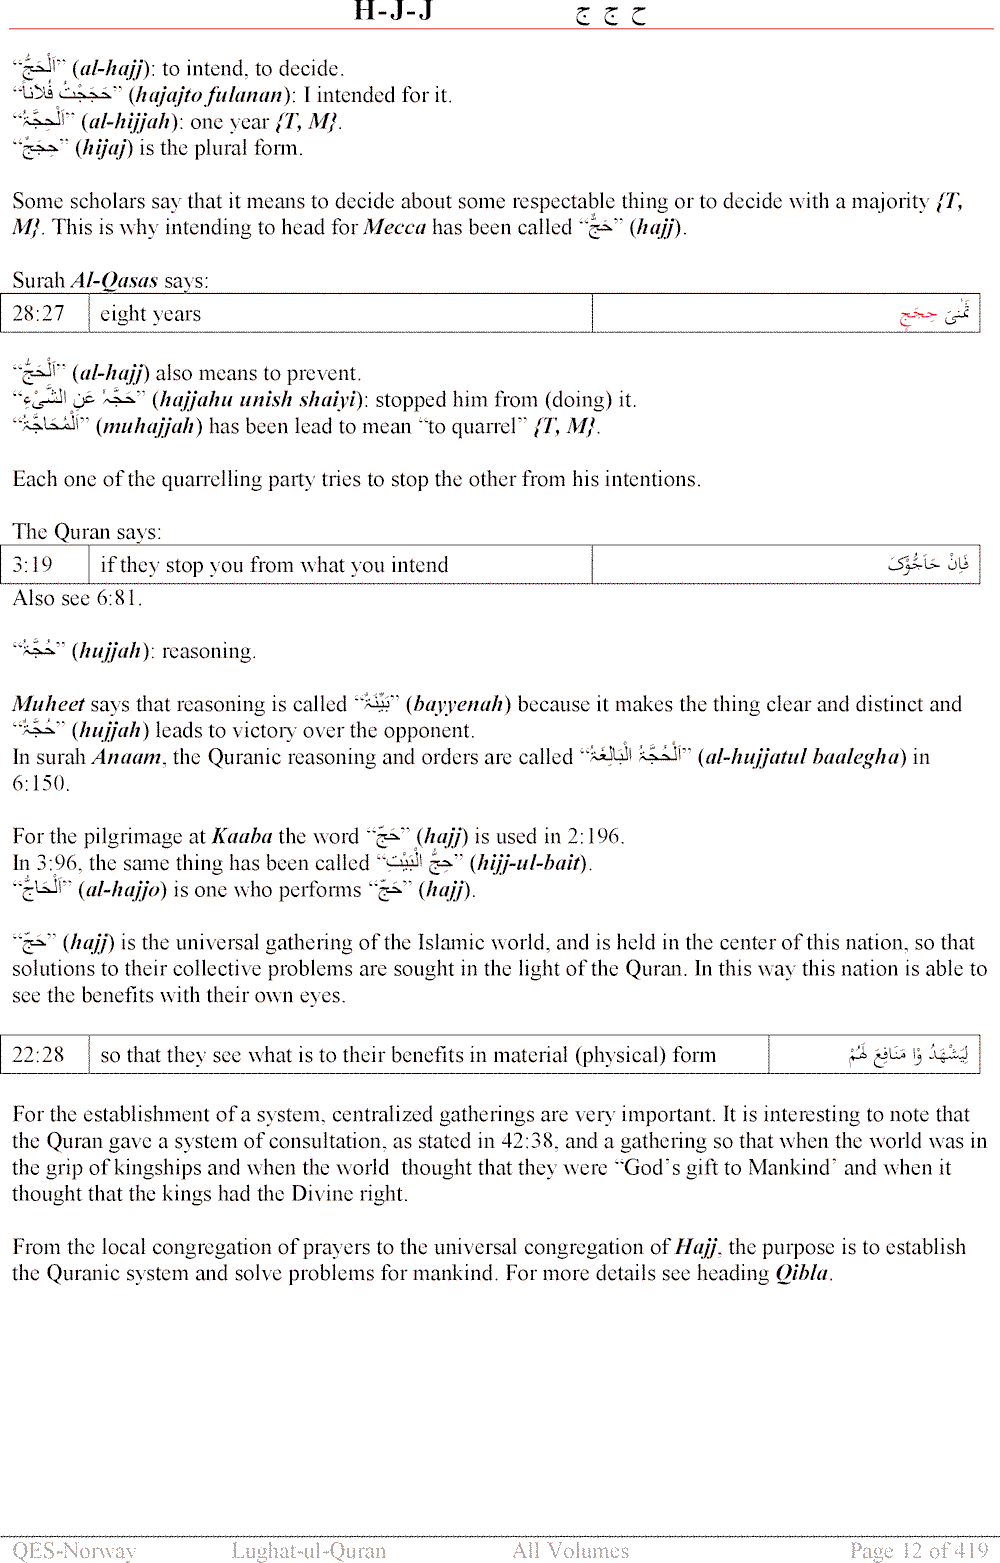 H-J-J ح ج ج
“اَلْحَجُّ” (al-hajj): to intend, to decide.
“حَجَجْتُ فُلَاناً” (hajajto fulanan): I intended for it.
“اَلْحِجَّۃُ” (al-hijjah): one year {T, M}.
“حِجَجٌ” (hijaj) is the plural form.
Some scholars say that it means to decide about some respectable thing or to decide with a majority {T,
M}. This is why intending to head for Mecca has been called “حَجٌّ” (hajj).
Surah Al-Qasas says:
28:27 eight years ثَمٰنِیَ حِجَجٍ
“اَلْحَجُّ” (al-hajj) also means to prevent.
“حَجَّہٗ عَنِ الشَّیْءِ” (hajjahu unish shaiyi): stopped him from (doing) it.
“اَلْمُحَاجَّۃُ” (muhajjah) has been lead to mean “to quarrel” {T, M}.
Each one of the quarrelling party tries to stop the other from his intentions.
The Quran says:
3:19 if they stop you from what you intend فَاِنْ حَاجُّوْکَ
Also see 6:81.
“حُجَّۃٌ” (hujjah): reasoning.
Muheet says that reasoning is called “بَیِّنَۃٌ” (bayyenah) because it makes the thing clear and distinct and
“حُجَّۃٌ” (hujjah) leads to victory over the opponent.
In surah Anaam, the Quranic reasoning and orders are called “اَلْحُجَّۃُ الْبَالِغَۃُ” (al-hujjatul baalegha) in
6:150.
For the pilgrimage at Kaaba the word “حَجّ” (hajj) is used in 2:196.
In 3:96, the same thing has been called “حِجُّ الْبَیْتِ” (hijj-ul-bait).
“اَلْحَاجُّ” (al-hajjo) is one who performs “حَجّ” (hajj).
“حَجّ” (hajj) is the universal gathering of the Islamic world, and is held in the center of this nation, so that
solutions to their collective problems are sought in the light of the Quran. In this way this nation is able to
see the benefits with their own eyes.
22:28 so that they see what is to their benefits in material (physical) form لِیَشْہَدُ وْا مَنَافِعَ لَہُمْ
For the establishment of a system, centralized gatherings are very important. It is interesting to note that
the Quran gave a system of consultation, as stated in 42:38, and a gathering so that when the world was in
the grip of kingships and when the world thought that they were “God’s gift to Mankind’ and when it
thought that the kings had the Divine right.
From the local congregation of prayers to the universal congregation of Hajj, the purpose is to establish
the Quranic system and solve problems for mankind. For more details see heading Qibla.
QES-Norway Lughat-ul-Quran All Volumes Page 12 of 419